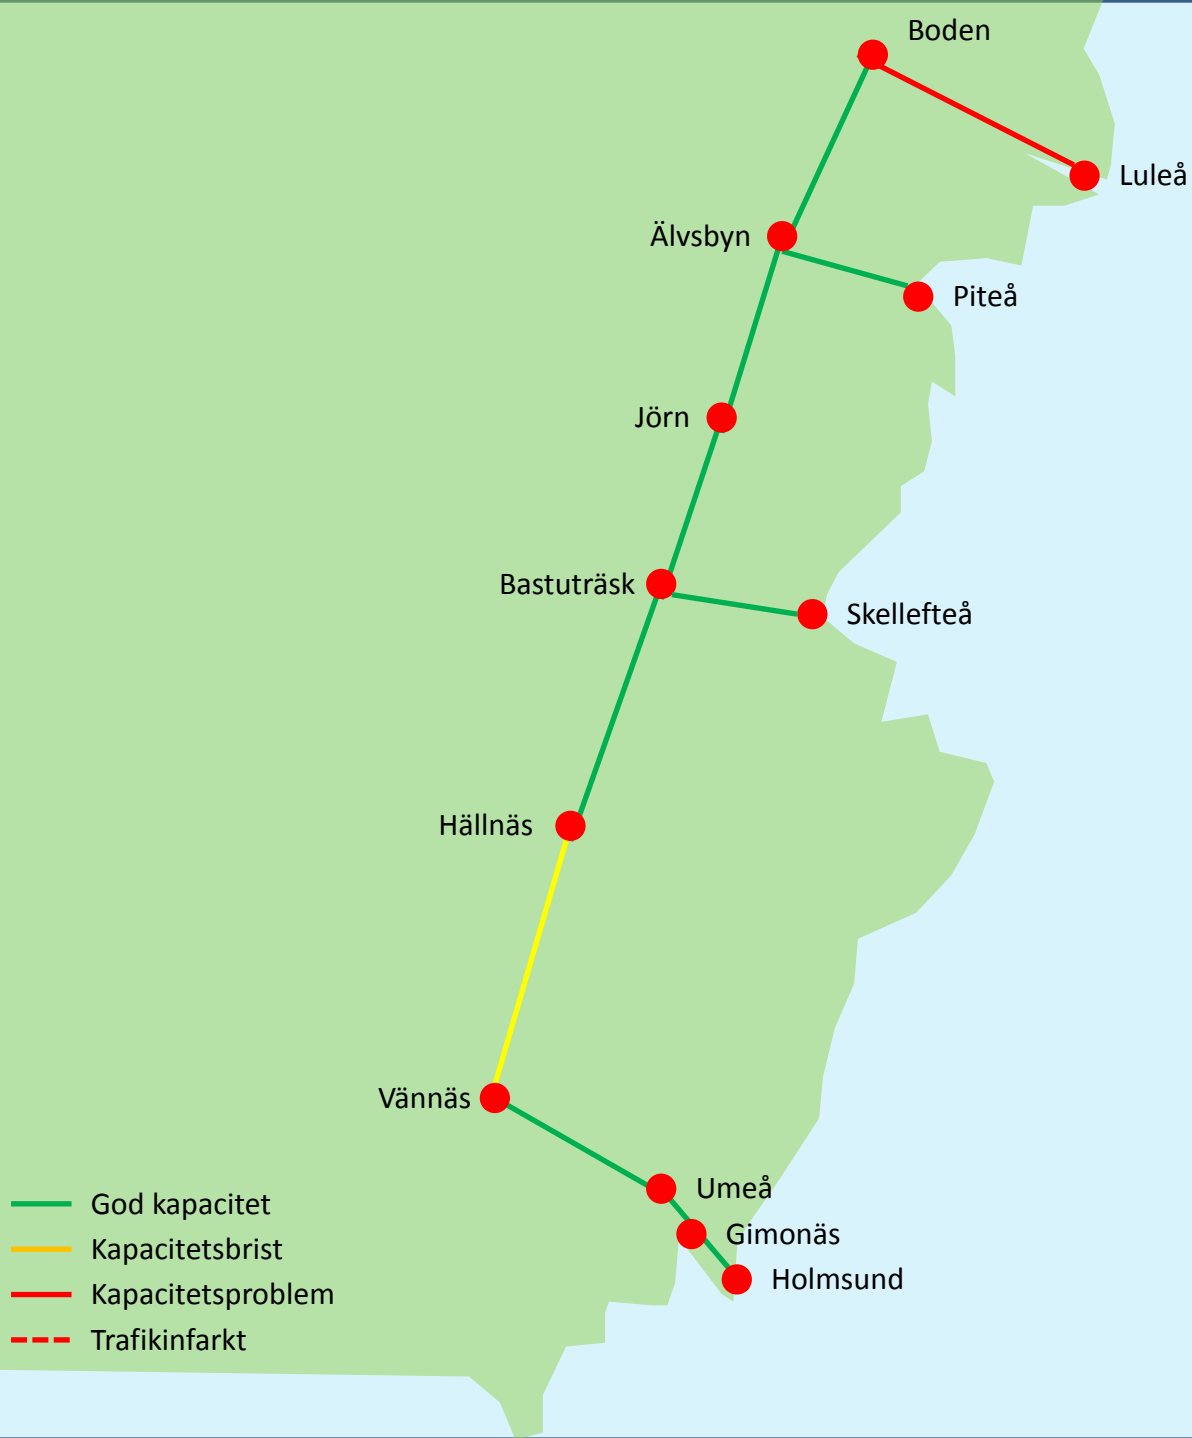 Boden
Luleå
Älvsbyn
Piteå
Jörn
Bastuträsk
Skellefteå
Hällnäs
Vännäs
Umeå
Gimonäs
Holmsund
God kapacitet
Kapacitetsbrist
Kapacitetsproblem
Trafikinfarkt